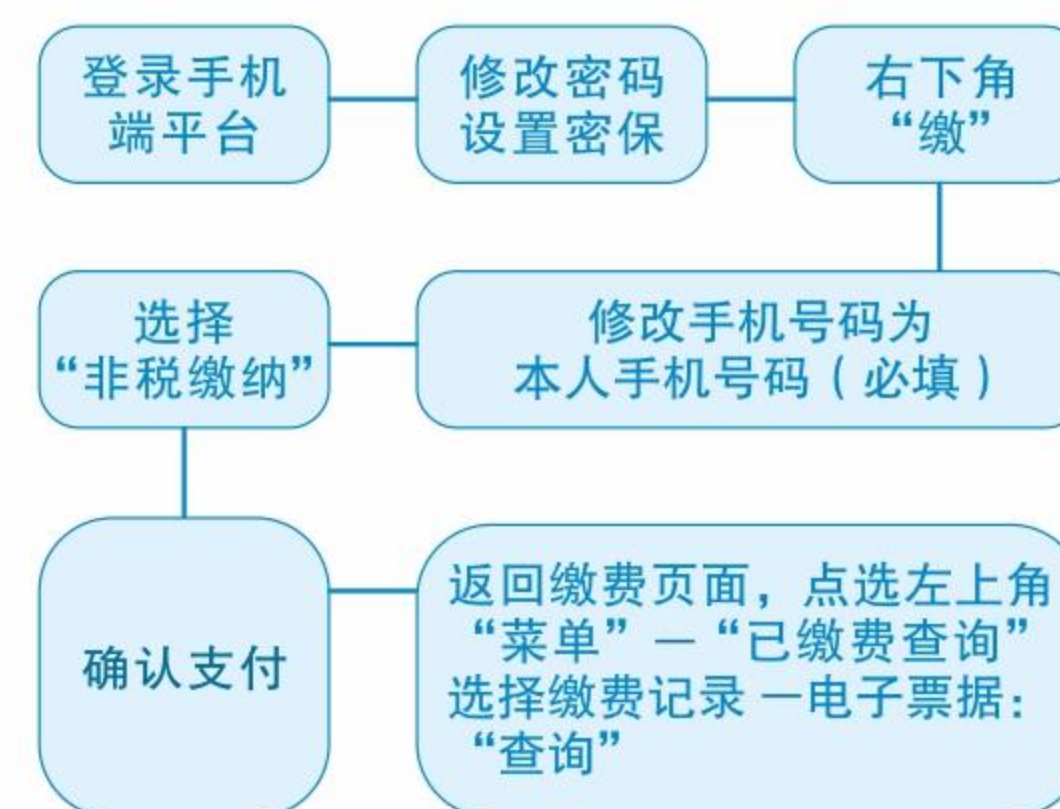 登录手机
端平台
修改密码
设置密保
右下角
“缴”
修改手机号码为
本人手机号码（必填）
选择
“非税缴纳”
确认支付
返回缴费页面，点选左上角
“菜单”—“已缴费查询”
选择缴费记录—电子票据：
“查询”